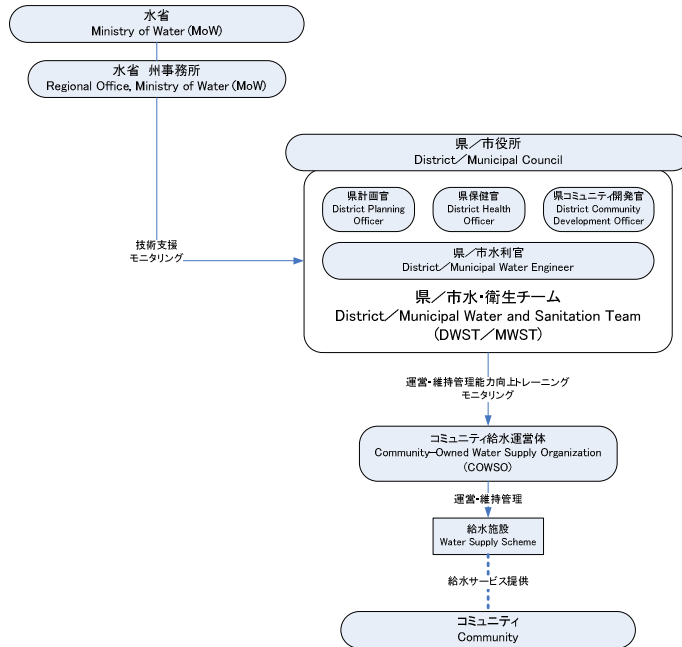 水省
Ministry of Water (MoW)
水省 州事務所
Regional Office, Ministry of Water (MoW)
県／市役所
District／Municipal Council
県計画官
District Planning
Officer
県保健官
District Health
Officer
県コミュニティ開発官
District Community
Development Officer
県／市水利官
District／Municipal Water Engineer
技術支援
モニタリング
県／市水・衛生チーム
District／Municipal Water and Sanitation Team
(DWST／MWST)
運営・維持管理能力向上トレーニング
モニタリング
コミュニティ給水運営体
Community-Owned Water Supply Organization
(COWSO)
運営・維持管理
給水施設
Water Supply Scheme
給水サービス提供
コミュニティ
Community